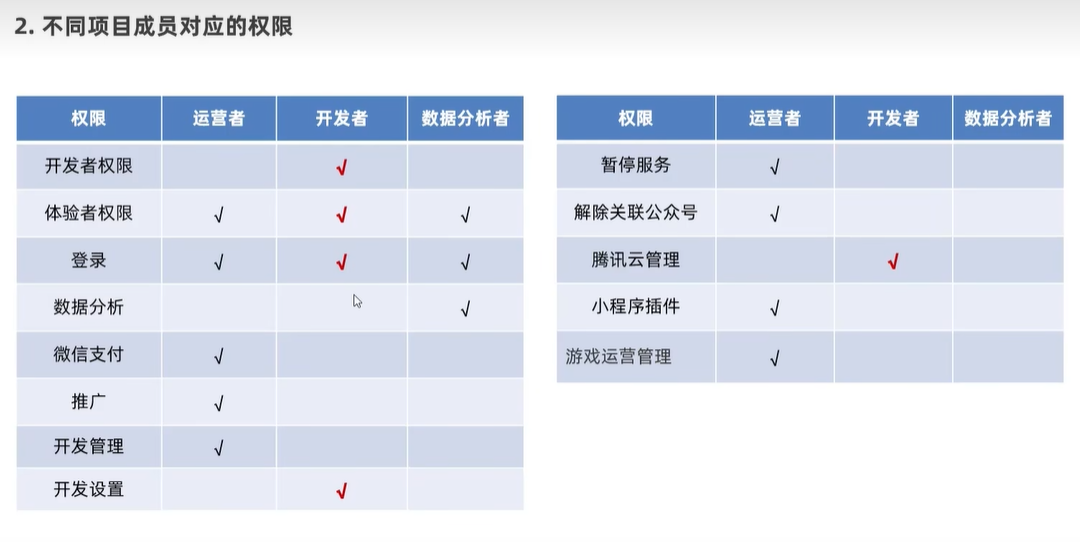 2. 不同项目成员对应的权限
权限 运营者 开发者 数据分析者
开发者权限 √
体验者权限 √ √ √
登录 √ √ √
数据分析 √
微信支付 √
推广 √
开发管理 √
开发设置 √
权限 运营者 开发者 数据分析者
暂停服务 √
解除关联公众号 √
腾讯云管理 √
小程序插件 √
游戏运营管理 √